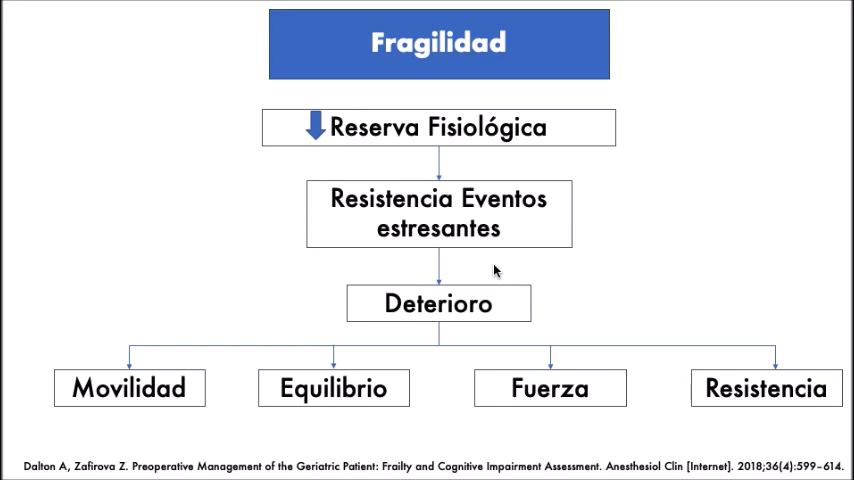 Fragilidad
Reserva Fisiológica
Resistencia Eventos
estresantes
Deterioro
Movilidad
Equilibrio
Fuerza
Resistencia
Dalton A, Zafirova Z. Preoperative Management of the Geriatric Patient: Frailty and Cognitive Impairment Assessment. Anesthesiol Clin [Internet]. 2018;36(4):599–614.